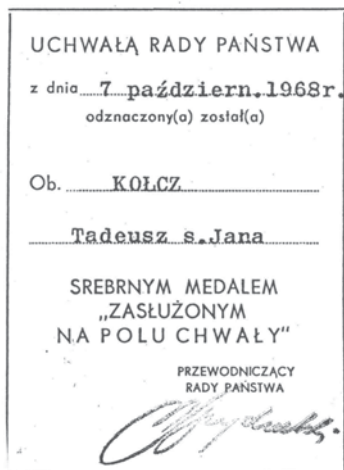 UCHWAŁĄ RADY PAŃSTWA
z dnia 7 październ.1968r.
odznaczony(a) został(a)
Ob. KOŁCZ
Tadeusz s.Jana
SREBRNYM MEDALEM
„ZASŁUŻONYM
NA POLU CHWAŁY"
PRZEWODNICZĄCY
RADY PAŃSTWA